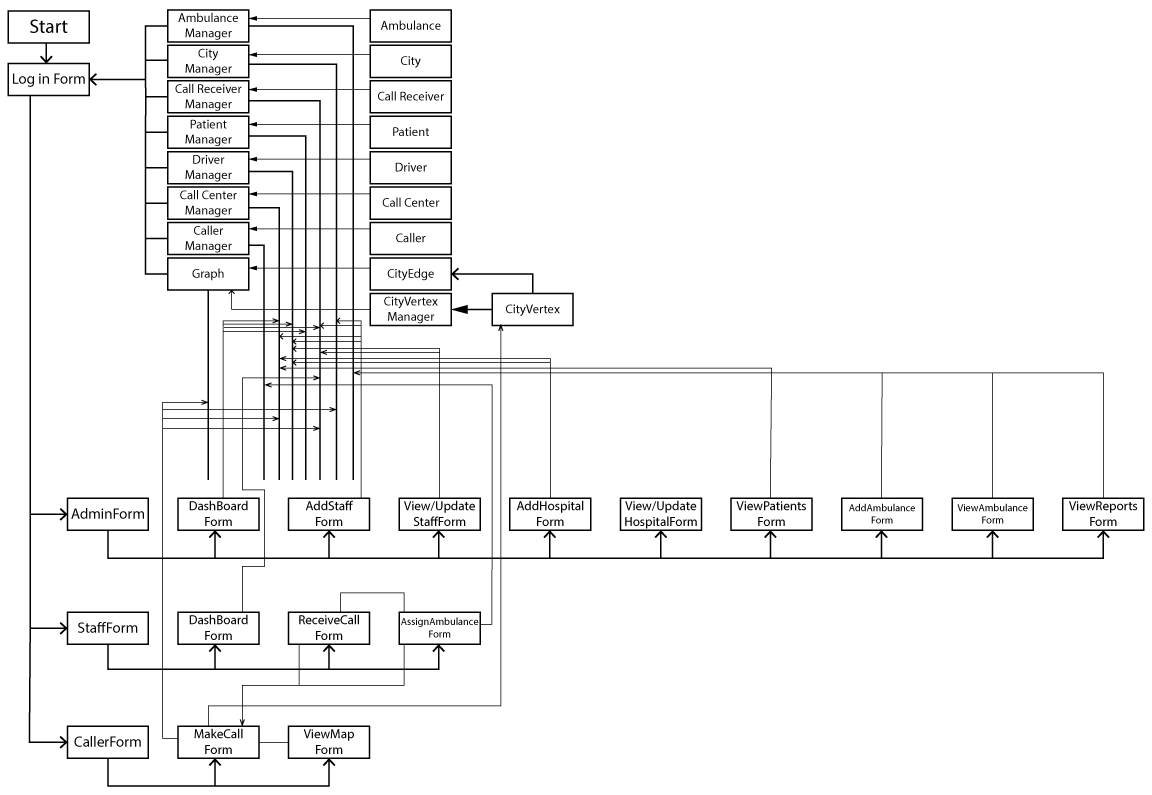 Start
Log in Form
Ambulance
Manager
City
Manager
Call Receiver
Manager
Patient
Manager
Driver
Manager
Call Center
Manager
Caller
Manager
Graph
Ambulance
City
Call Receiver
Patient
Driver
Call Center
Caller
CityEdge
CityVertex
Manager
CityVertex
AdminForm
DashBoard
Form
AddStaff
Form
View/Update
StaffForm
AddHospital
Form
View/Update
HospitalForm
ViewPatients
Form
AddAmbulance
Form
ViewAmbulance
Form
ViewReports
Form
StaffForm
DashBoard
Form
ReceiveCall
Form
AssignAmbulance
Form
CallerForm
MakeCall
Form
ViewMap
Form